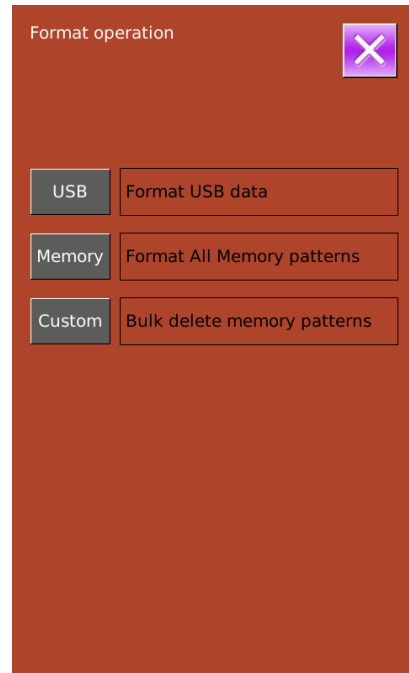 Format operation
USB
Format USB data
Memory
Format All Memory patterns
Custom
Bulk delete memory patterns